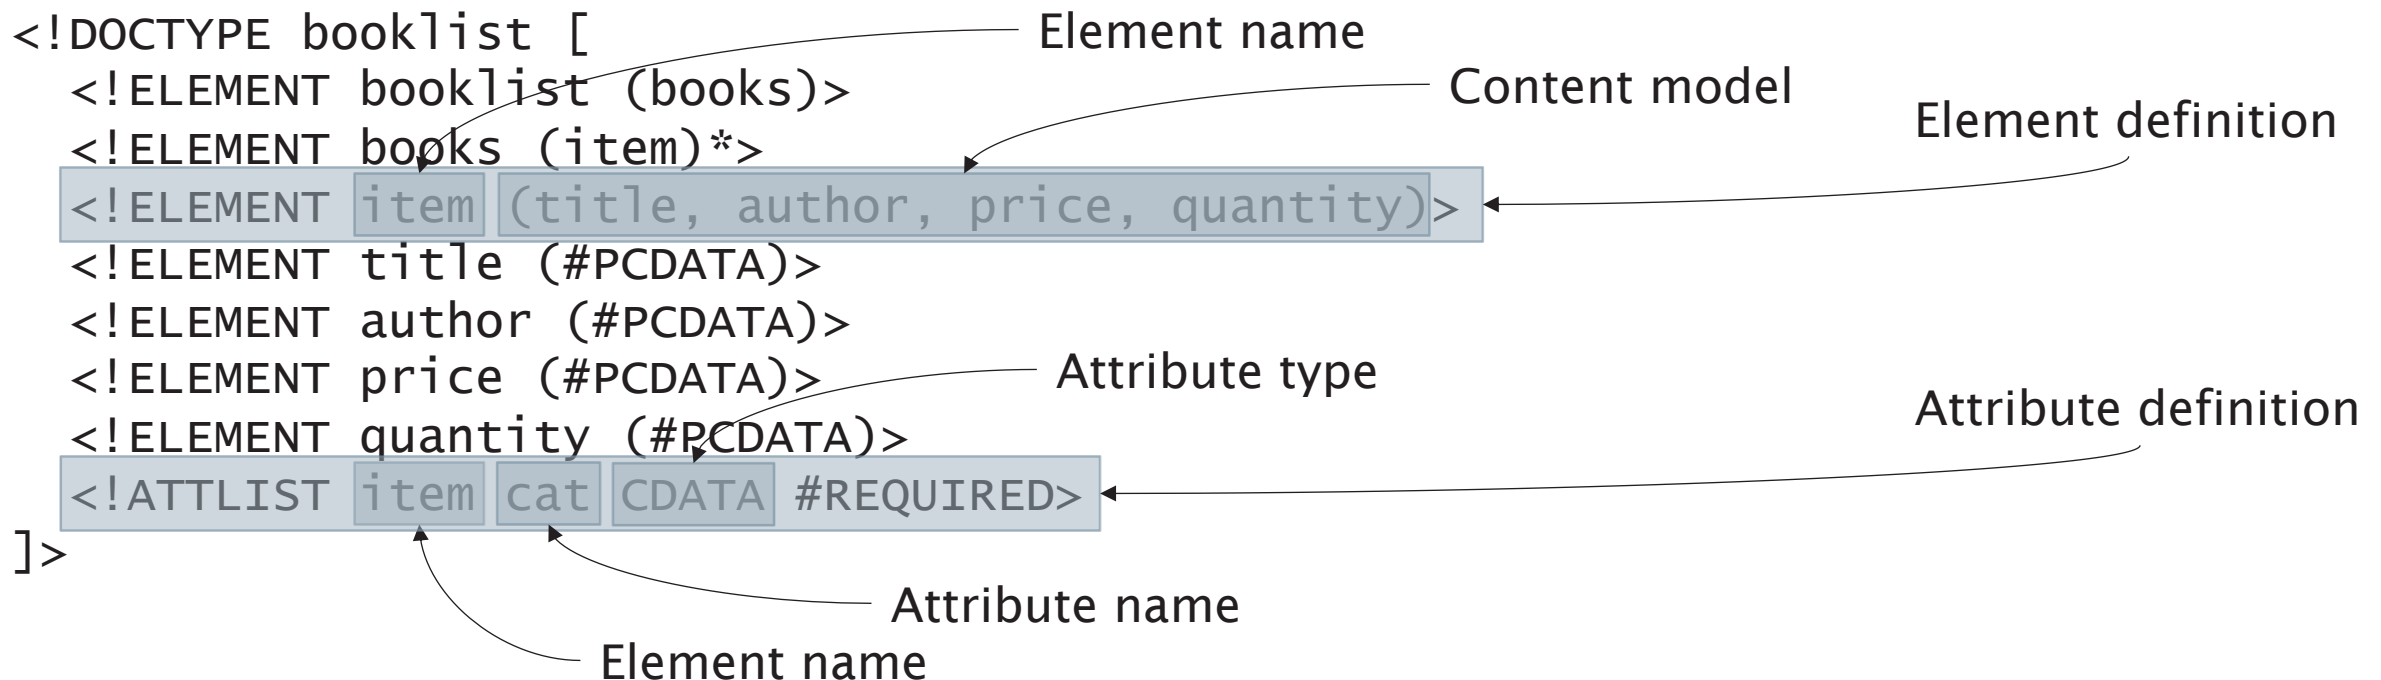 <!DOCTYPE booklist [
Element name
<!ELEMENT booklist (books)>
Content model
Element definition
<!ELEMENT books (item)*>
<!ELEMENT item (title, author, price, quantity)>
<!ELEMENT title (#PCDATA)>
<!ELEMENT author (#PCDATA)>
<!ELEMENT price (#PCDATA)>
Attribute type
Attribute definition
<!ELEMENT quantity (#PCDATA)>
<!ATTLIST item cat CDATA #REQUIRED>
]>
Attribute name
Element name